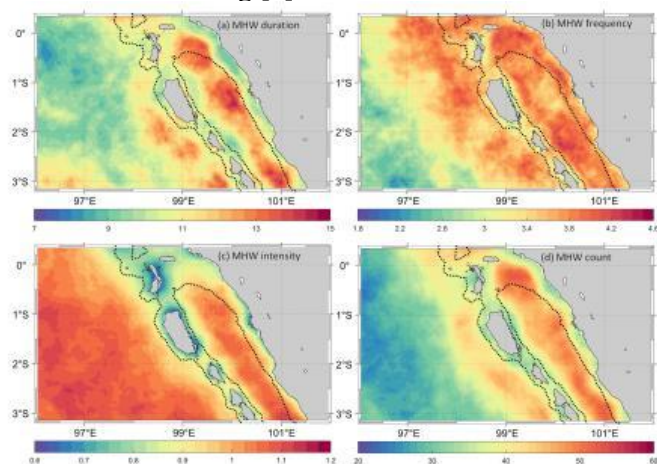 (a) MHW duration
(b) MHW frequency
0°
0°
1°S
1°S
2°S
2°S
3°S
3°S
97°E 99°E 101°E
97°E 99°E 101°E
7 9 11 13 15
1.8 2.2 2.6 3 3.4 3.8 4.2 4.6
(c) MHW intensity
(d) MHW count
0°
0°
1°S
1°S
2°S
2°S
3°S
3°S
97°E 99°E 101°E
97°E 99°E 101°E
0.6 0.7 0.8 0.9 1 1.1 1.2
20 30 40 50 60